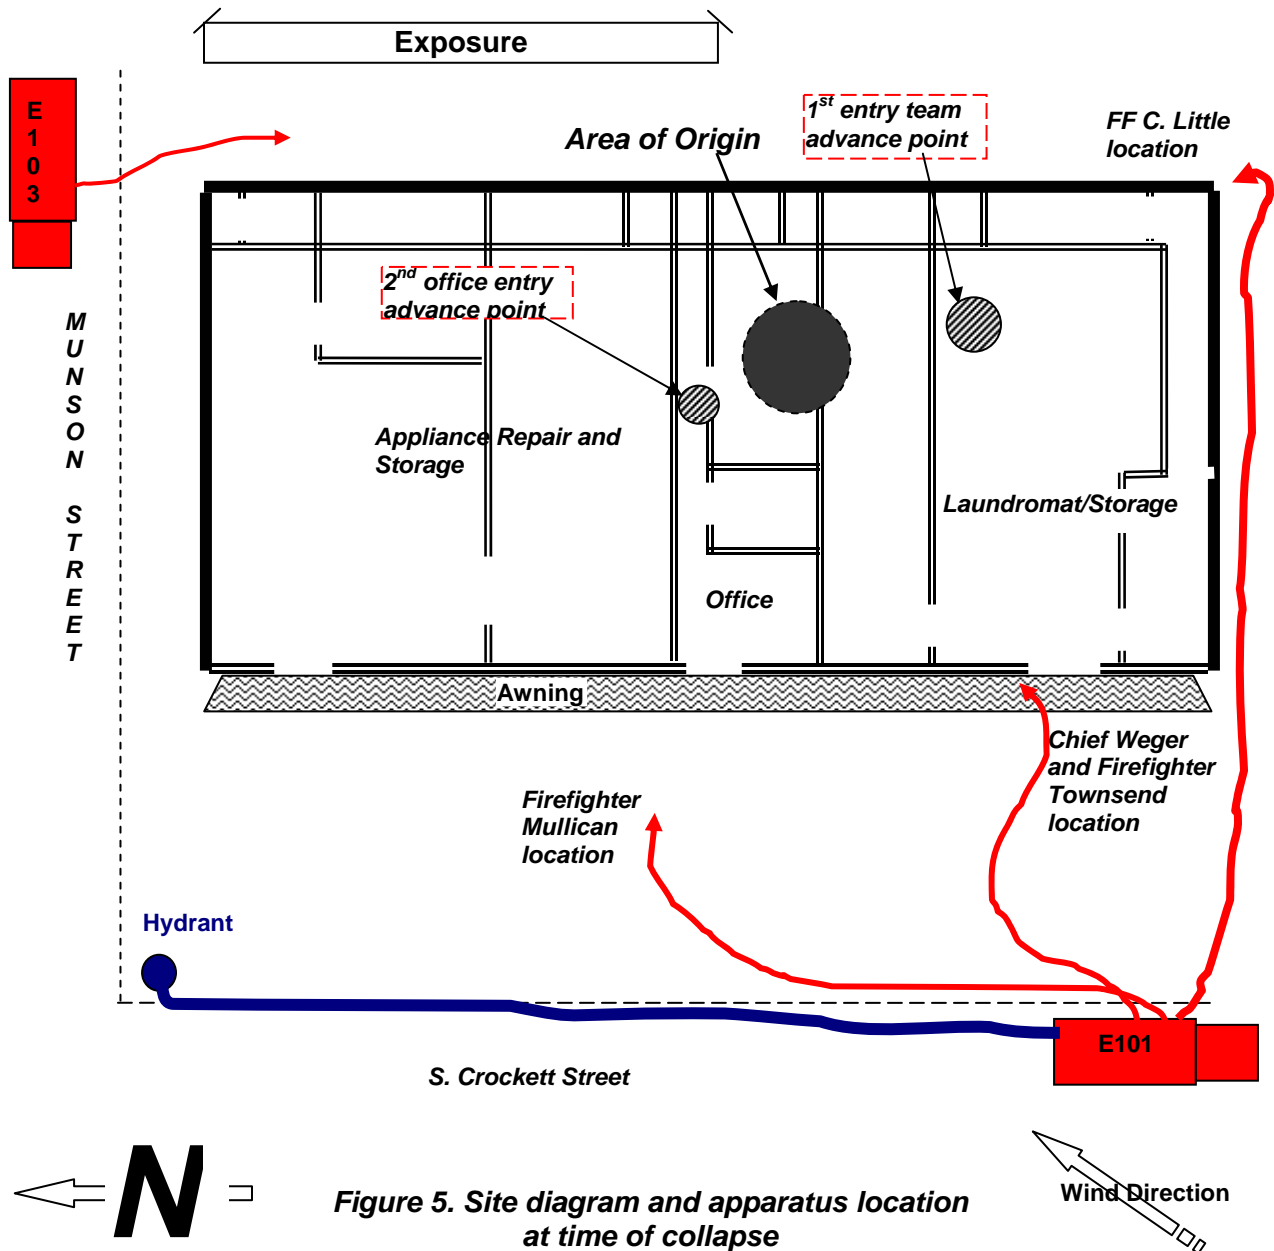 Exposure
E
1
0
3
1st entry team
advance point
FF C. Little
location
Area of Origin
2nd office entry
advance point
M
U
N
S
O
N
S
T
R
E
E
T
Appliance Repair and
Storage
Laundromat/Storage
Office
Awning
Chief Weger
and Firefighter
Townsend
location
Firefighter
Mullican
location
Hydrant
E101
S. Crockett Street
N
Wind Direction
Figure 5. Site diagram and apparatus location
at time of collapse